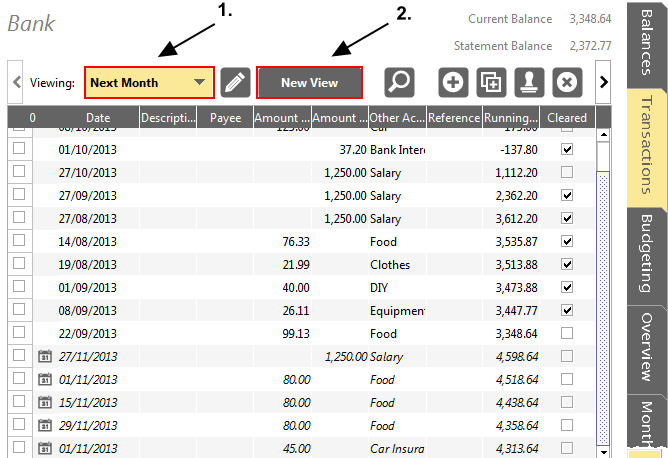 1.
2.
Bank
Current Balance 3,348.64
Statement Balance 2,372.77
Viewing: Next Month New View
0 Date Descripti... Payee Amount ... Amount ... Other Ac... Reference Running... Cleared
01/10/2013 37.20 Bank Inter -137.80
27/10/2013 1,250.00 Salary 1,112.20
27/09/2013 1,250.00 Salary 2,362.20
27/08/2013 1,250.00 Salary 3,612.20
14/08/2013 76.33 Food 3,535.87
19/08/2013 21.99 Clothes 3,513.88
01/09/2013 40.00 DIY 3,473.88
08/09/2013 26.11 Equipmen 3,447.77
22/09/2013 99.13 Food 3,348.64
31 27/11/2013 1,250.00 Salary 4,598.64
31 01/11/2013 80.00 Food 4,518.64
31 15/11/2013 80.00 Food 4,438.64
31 29/11/2013 80.00 Food 4,358.64
31 01/11/2013 45.00 Car Insura 4,313.64
Balances
Transactions
Budgeting
Overview
Month